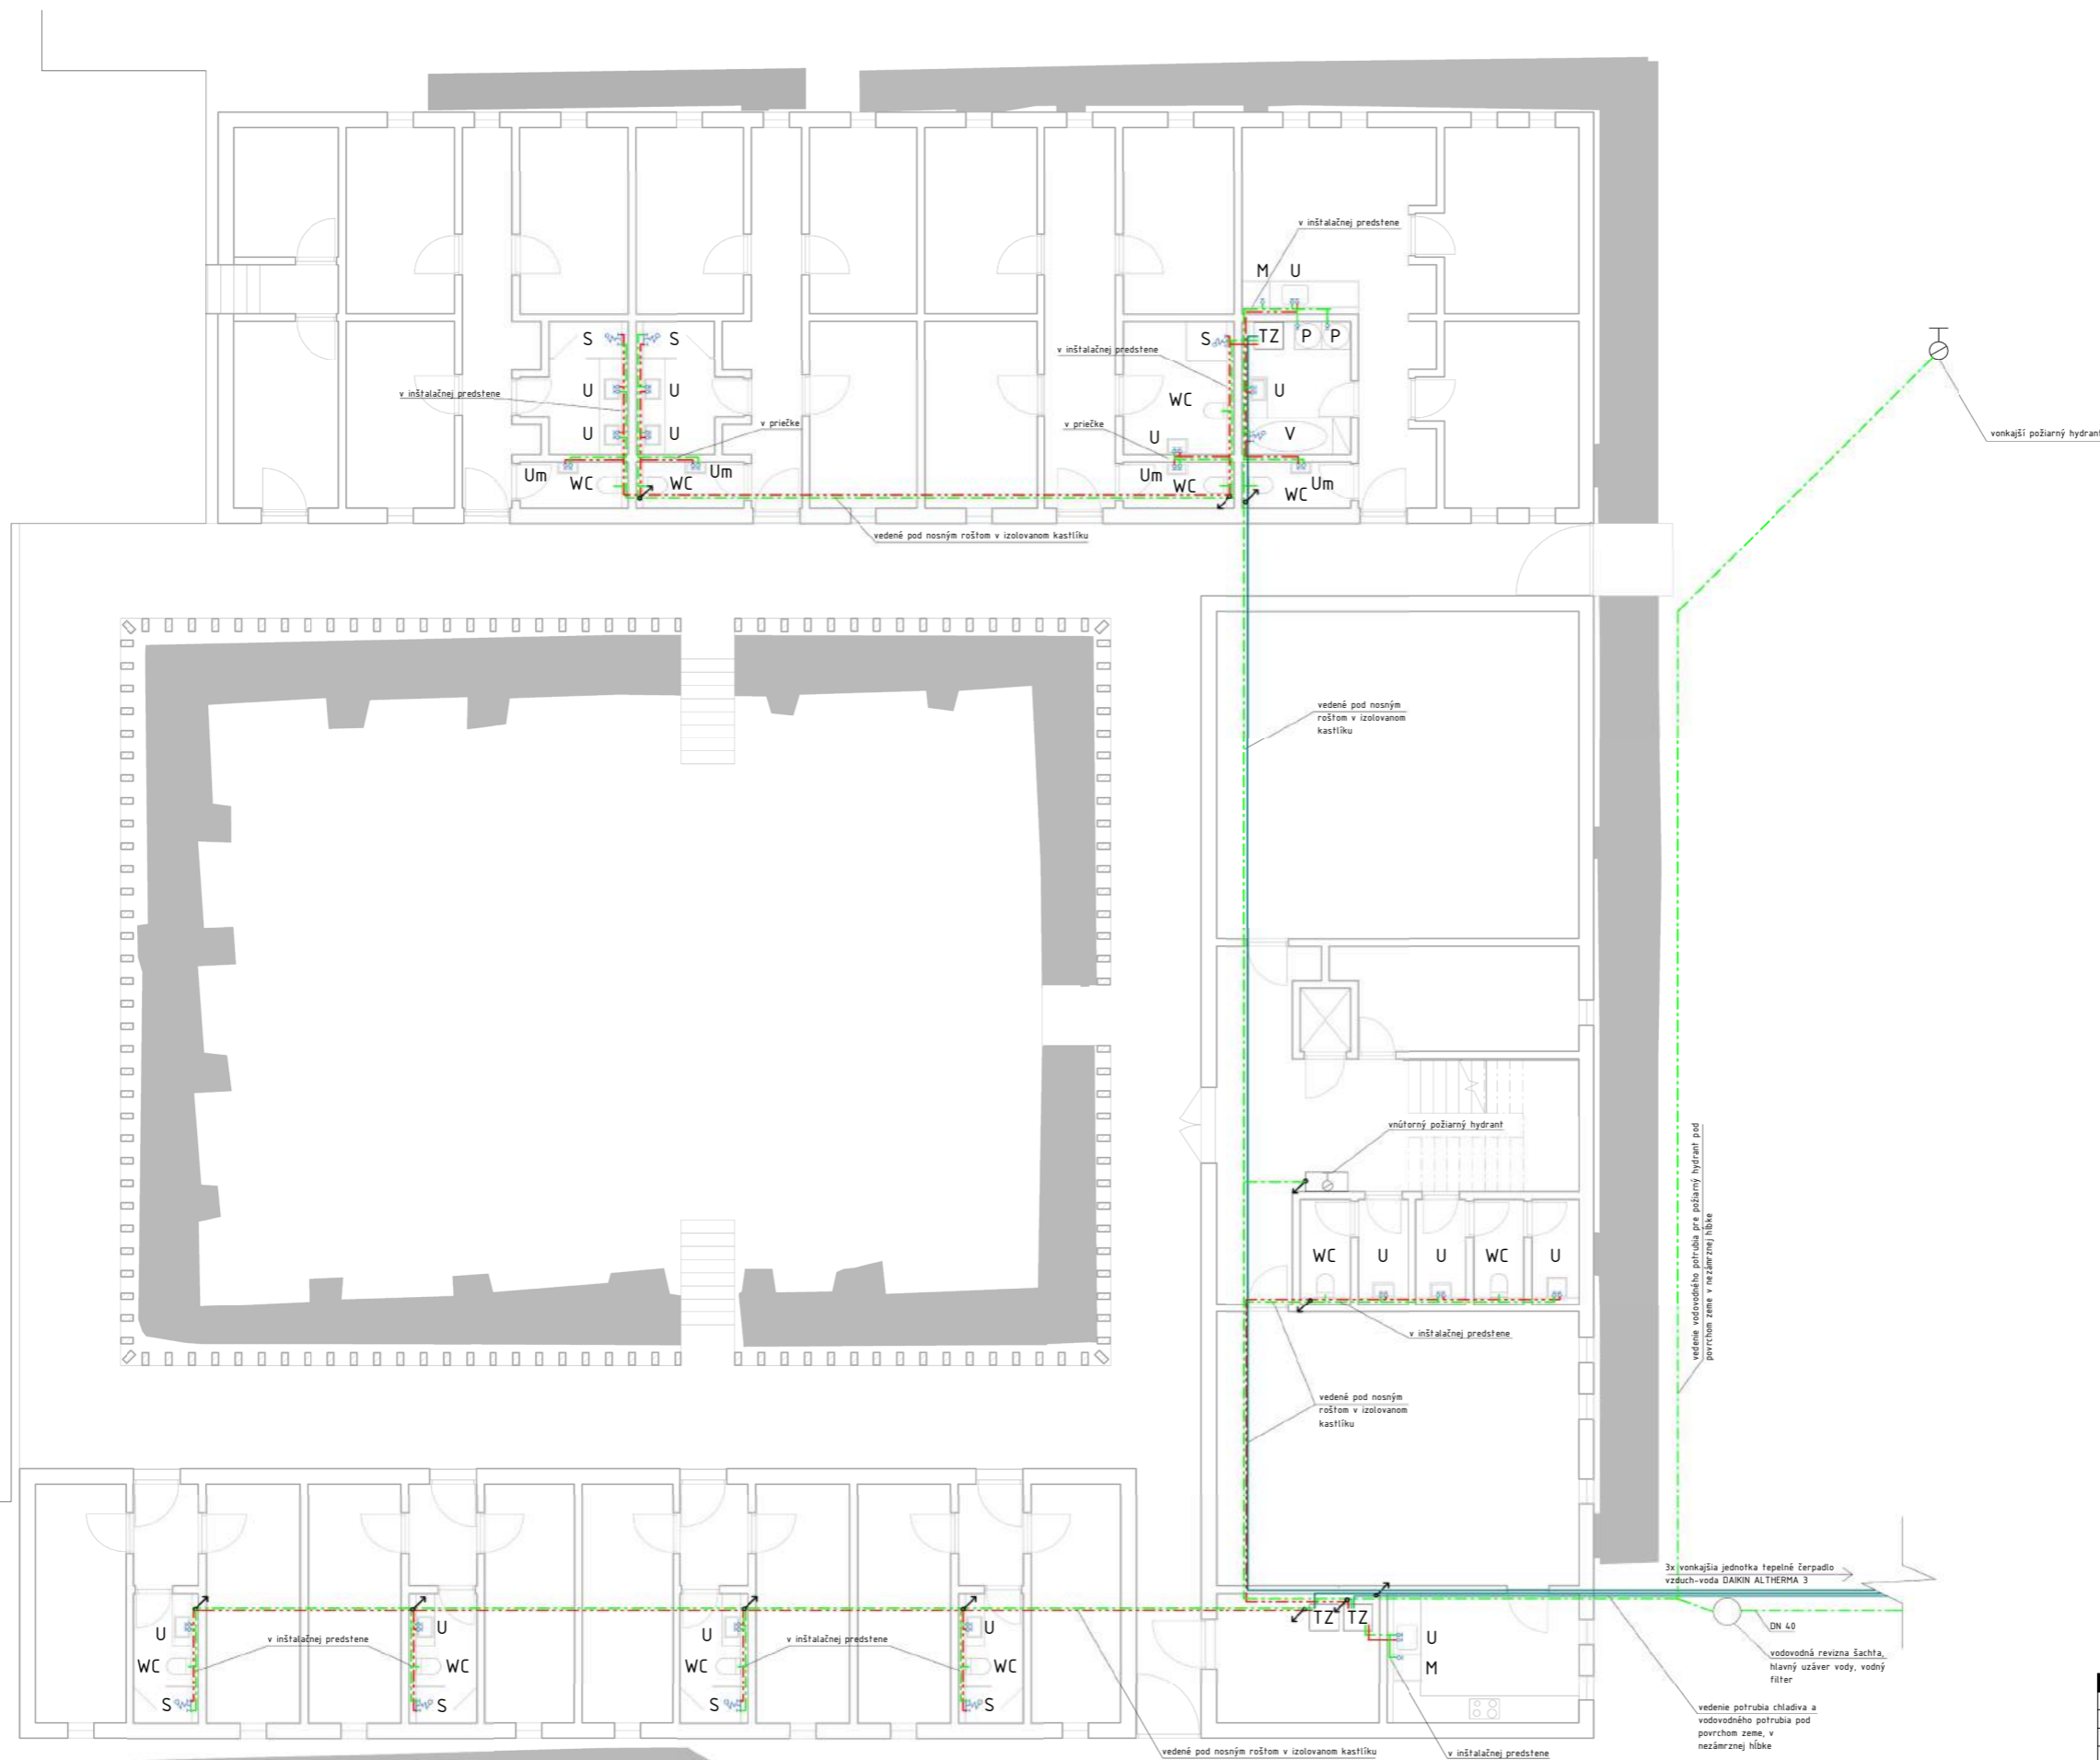 v inštalačnej predstene
M U
vonkajší požiarný hydrant
S S
S TZ P P
v inštalačnej predstene
U U
v inštalačnej predstene
WC U
v priečke
v priečke
U U
U V
Um WC WC Um
Um WC WC Um
vedené pod nosným roštom v izolovanom kastlíku
vedené pod nosným
roštom v izolovanom
kastlíku
vnútorný požiarný hydrant
vedenie vodovodného potrubia pre požiarný hydrant pod
povrchom zeme v nezámrznej hĺbke
WC U U WC U
v inštalačnej predstene
vedené pod nosným
roštom v izolovanom
kastlíku
3x vonkajšia jednotka tepelné čerpadlo
vzduch-voda DAIKIN ALTHERMA 3
TZ TZ
DN 40
U U U U
U
v inštalačnej predstene
v inštalačnej predstene
vodovodná revizna šachta,
hlavný uzáver vody, vodný
filter
WC WC WC WC
M
S S S S
vedenie potrubia chladiva a
vodovodného potrubia pod
povrchom zeme, v
nezámrznej hĺbke
vedené pod nosným roštom v izolovanom kastlíku
v inštalačnej predstene